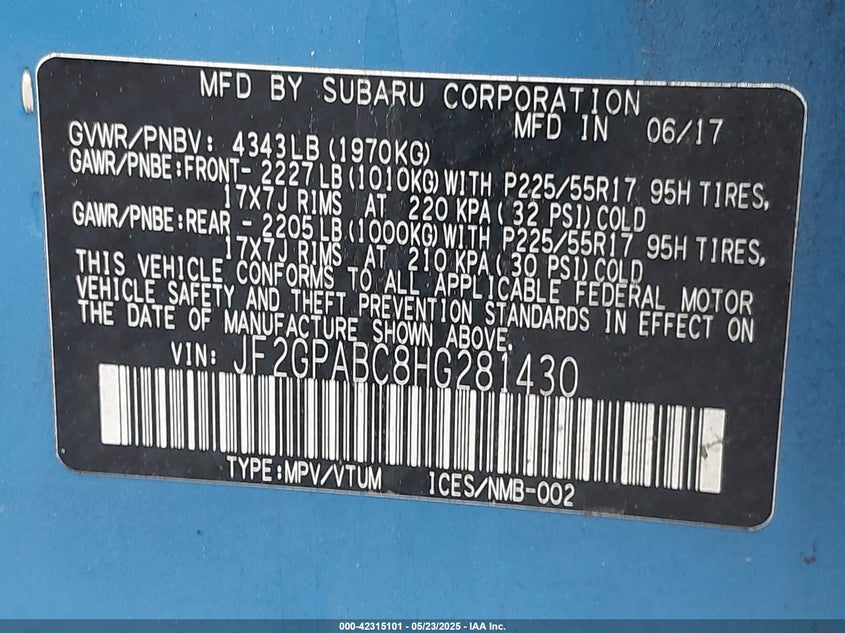 MFD BY SUBARU CORPORATION
MFD IN 06/17
GVWR/PNBV: 4343LB (1970KG)
GAWR/PNBE:FRONT- 2227LB (1010KG) WITH P225/55R17 95H TIRES,
17X7J RIMS AT 220 KPA( 32 PSI) COLD
GAWR/PNBE:REAR - 2205LB (1000KG) WITH P225/55R17 95H TIRES,
17X7J RIMS AT 210 KPA( 30 PSI) COLD
THIS VEHICLE CONFORMS TO ALL APPLICABLE FEDERAL MOTOR
VEHICLE SAFETY AND THEFT PREVENTION STANDARDS IN EFFECT ON
THE DATE OF MANUFACTURE SHOWN ABOVE.
VIN: JF2GPABC8HG281430
TYPE:MPV/VTUM ICES/NMB-002
000-42315101 - 05/23/2025 - IAA Inc.